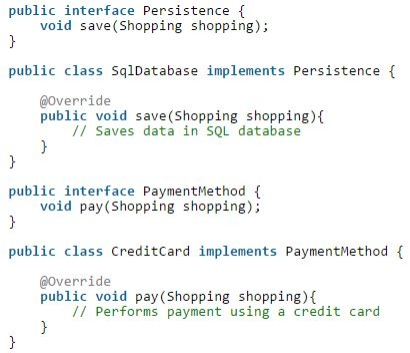 public interface Persistence {
    void save(Shopping shopping);
}
public class SqlDatabase implements Persistence {
    @Override
    public void save(Shopping shopping){
        // Saves data in SQL database
    }
}
public interface PaymentMethod {
    void pay(Shopping shopping);
}
public class CreditCard implements PaymentMethod {
    @Override
    public void pay(Shopping shopping){
        // Performs payment using a credit card
    }
}